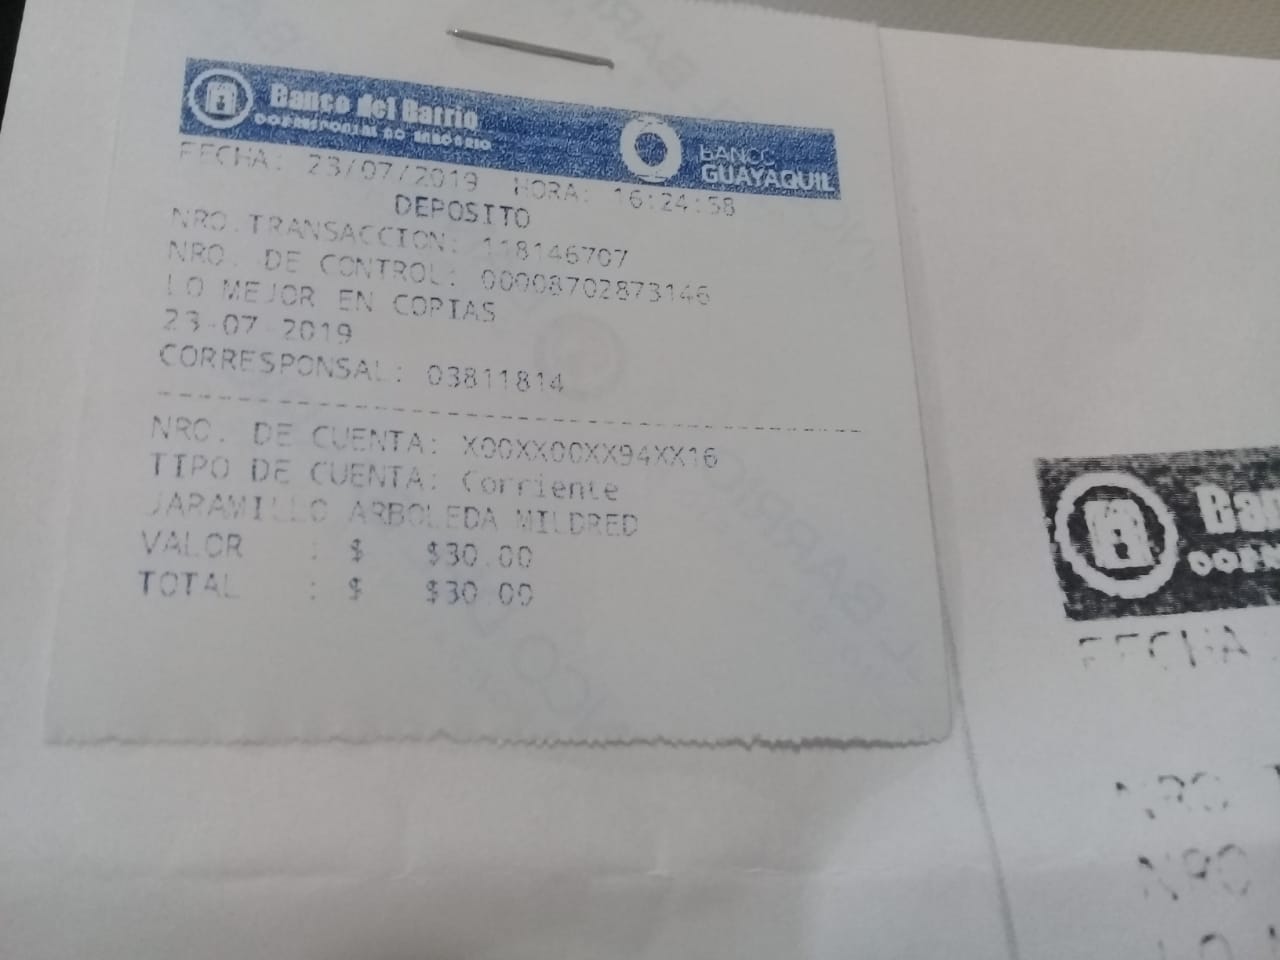 Banco del Barrio
CORRESPONSAL NO BANCARIO
BANCO
GUAYAQUIL
FECHA: 23/07/2019 HORA: 16:24:58
DEPOSITO
NRO.TRANSACCION: 118146707
NRO. DE CONTROL: 00008702873146
LO MEJOR EN COPIAS
23-07-2019
CORRESPONSAL: 03811814
NRO. DE CUENTA: X00XX00XX94XX16
TIPO DE CUENTA: Corriente
JARAMILLO ARBOLEDA MILDRED
VALOR : $ $30.00
TOTAL : $ $30.00
Ban
FECHA
NRO
NRO